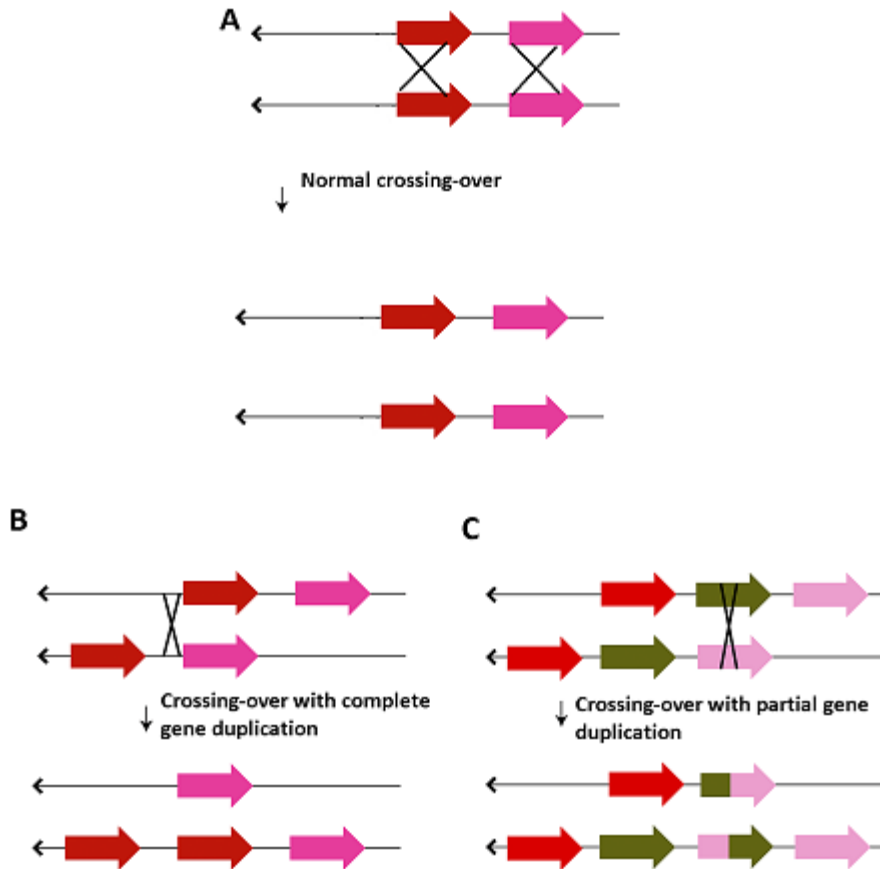 A
Normal crossing-over
B
C
Crossing-over with complete
gene duplication
Crossing-over with partial gene
duplication